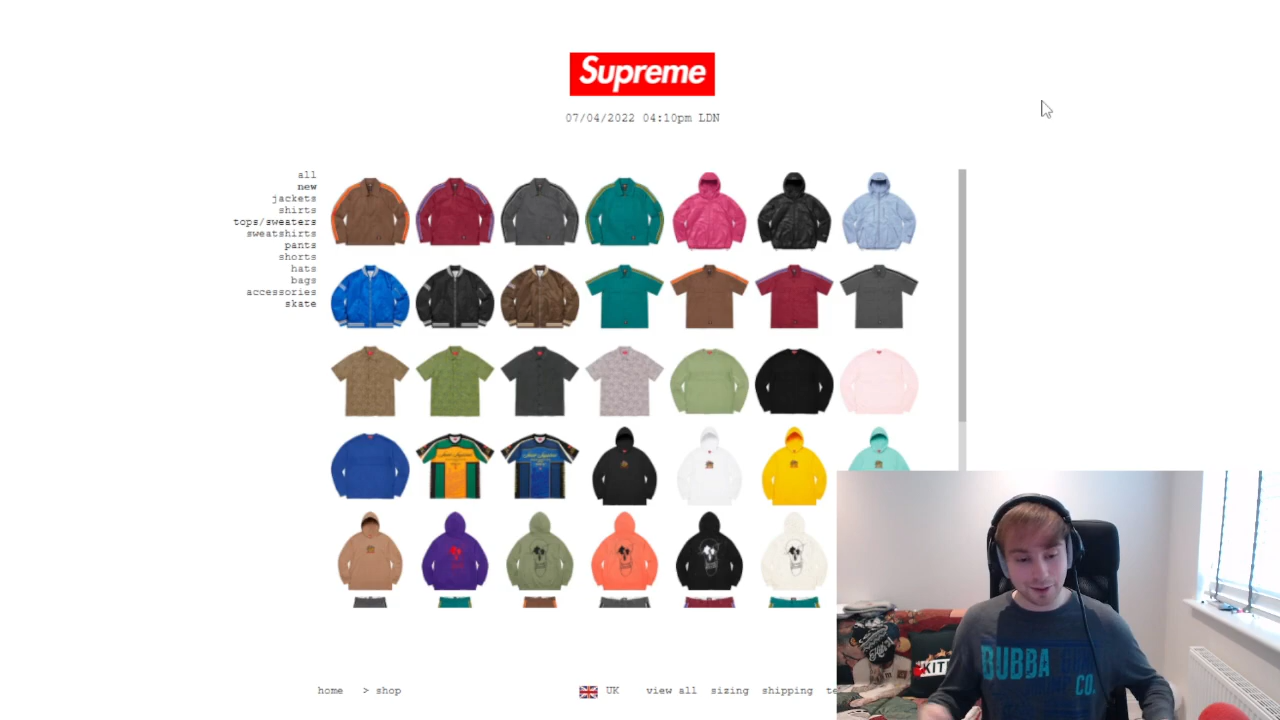 Supreme
07/04/2022 04:10pm LDN
all
new
jackets
shirts
tops/sweaters
sweatshirts
pants
shorts
hats
bags
accessories
skate
home > shop
UK view all sizing shipping
KIT
BUBBA
CO.